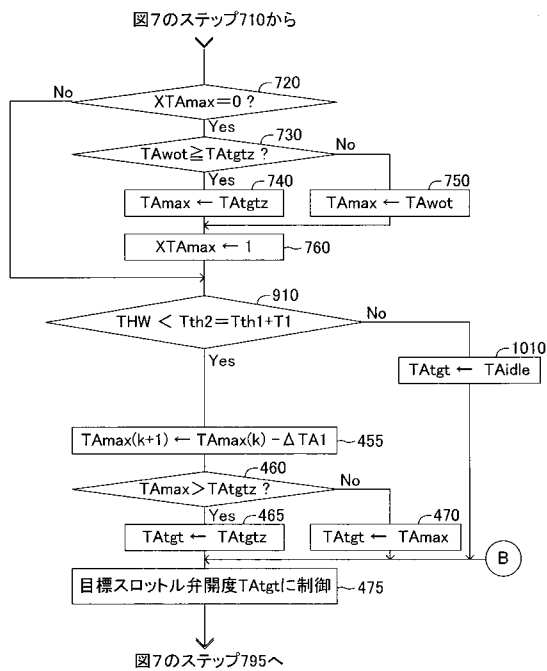 図7のステップ710から
720
No
XTAmax=0 ?
Yes
730
No
TAwot≧TAtgtz ?
Yes
740
750
TAmax ← TAtgtz
TAmax ← TAwot
XTAmax ← 1
760
910
THW < Tth2=Tth1+T1
No
Yes
1010
TAtgt ← TAidle
TAmax(k+1) ← TAmax(k) -ΔTA1
455
460
TAmax>TAtgtz ?
No
Yes
465
470
TAtgt ← TAtgtz
TAtgt ← TAmax
B
目標スロットル弁開度TAtgtに制御
475
図7のステップ795へ